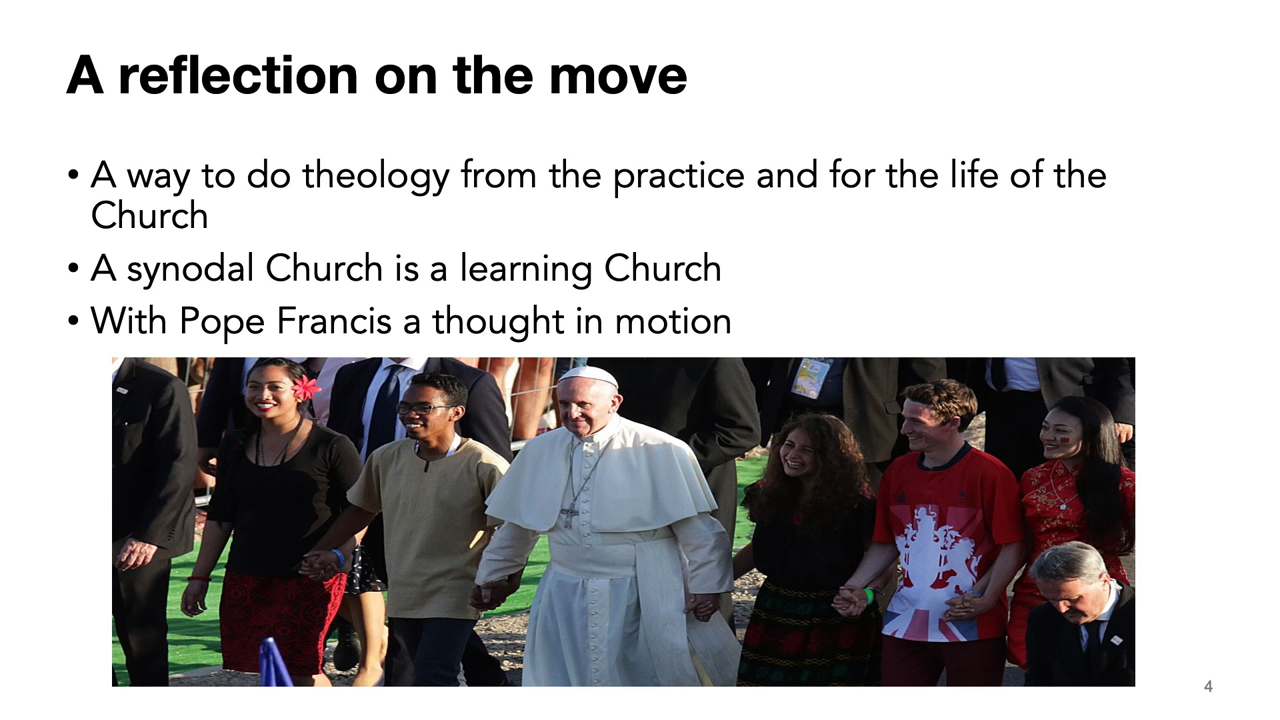 A reflection on the move
• A way to do theology from the practice and for the life of the
Church
• A synodal Church is a learning Church
• With Pope Francis a thought in motion
4